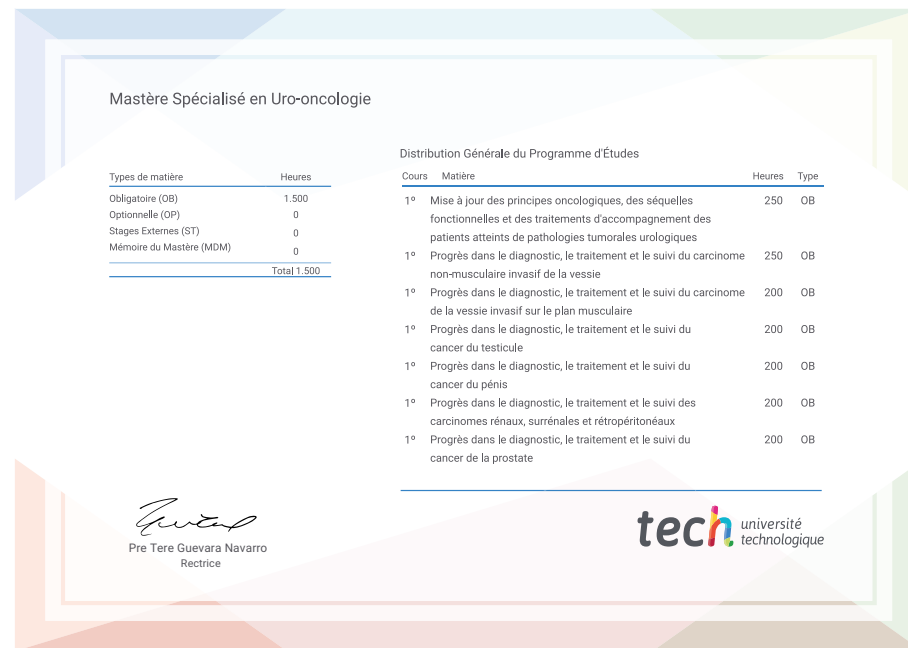 Mastère Spécialisé en Uro-oncologie
Types de matière Heures
Obligatoire (OB) 1.500
Optionnelle (OP) 0
Stages Externes (ST) 0
Mémoire du Mastère (MDM) 0
Total 1.500
Distribution Générale du Programme d'Études
Cours Matière Heures Type
1º Mise à jour des principes oncologiques, des séquelles 250 OB
fonctionnelles et des traitements d'accompagnement des
patients atteints de pathologies tumorales urologiques
1º Progrès dans le diagnostic, le traitement et le suivi du carcinome 250 OB
non-musculaire invasif de la vessie
1º Progrès dans le diagnostic, le traitement et le suivi du carcinome 200 OB
de la vessie invasif sur le plan musculaire
1º Progrès dans le diagnostic, le traitement et le suivi du 200 OB
cancer du testicule
1º Progrès dans le diagnostic, le traitement et le suivi du 200 OB
cancer du pénis
1º Progrès dans le diagnostic, le traitement et le suivi des 200 OB
carcinomes rénaux, surrénales et rétropéritonéaux
1º Progrès dans le diagnostic, le traitement et le suivi du 200 OB
cancer de la prostate
Pre Tere Guevara Navarro
Rectrice
tech université
technologique